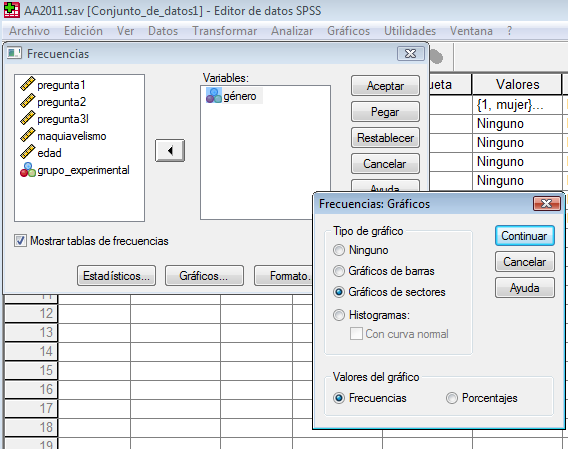 AA2011.sav [Conjunto_de_datos1] - Editor de datos SPSS
Archivo Edición Ver Datos Transformar Analizar Gráficos Utilidades Ventana ?
Frecuencias
pregunta1
pregunta2
pregunta3I
maquiavelismo
edad
grupo_experimental
Variables:
género
Aceptar
Pegar
Restablecer
Cancelar
Ayuda
Mostrar tablas de frecuencias
Estadísticos...
Gráficos...
Formato..
ueta
Valores
{1, mujer}...
Ninguno
Ninguno
Ninguno
Ninguno
Frecuencias: Gráficos
Tipo de gráfico
Ninguno
Gráficos de barras
Gráficos de sectores
Histogramas:
Con curva normal
Continuar
Cancelar
Ayuda
Valores del gráfico
Frecuencias
Porcentajes
11
12
13
14
15
16
17
18
19